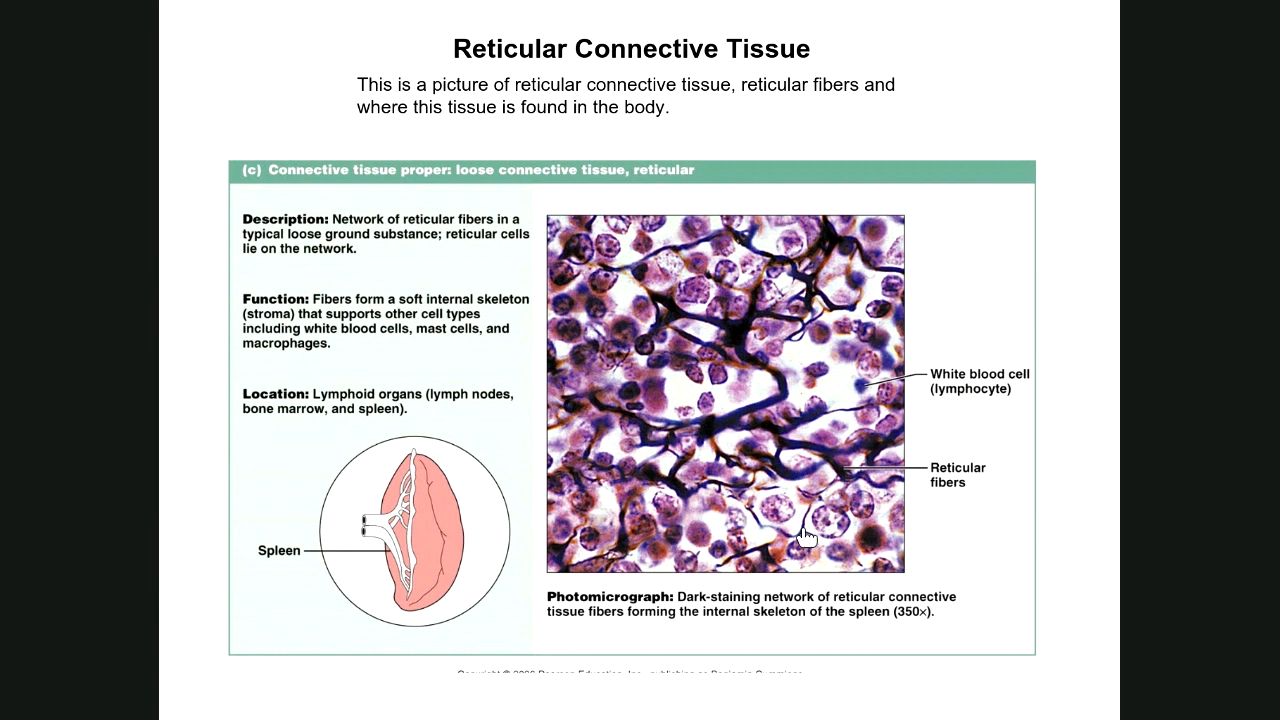 Reticular Connective Tissue
This is a picture of reticular connective tissue, reticular fibers and
where this tissue is found in the body.
(c) Connective tissue proper: loose connective tissue, reticular
Description: Network of reticular fibers in a
typical loose ground substance; reticular cells
lie on the network.
Function: Fibers form a soft internal skeleton
(stroma) that supports other cell types
including white blood cells, mast cells, and
macrophages.
Location: Lymphoid organs (lymph nodes,
bone marrow, and spleen).
Spleen
White blood cell
(lymphocyte)
Reticular
fibers
Photomicrograph: Dark-staining network of reticular connective
tissue fibers forming the internal skeleton of the spleen (350×).